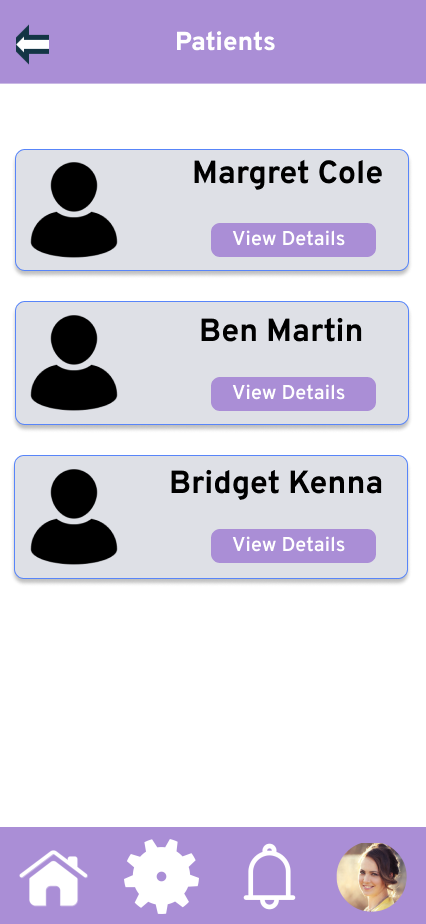 Patients
Margret Cole
View Details
Ben Martin
View Details
Bridget Kenna
View Details